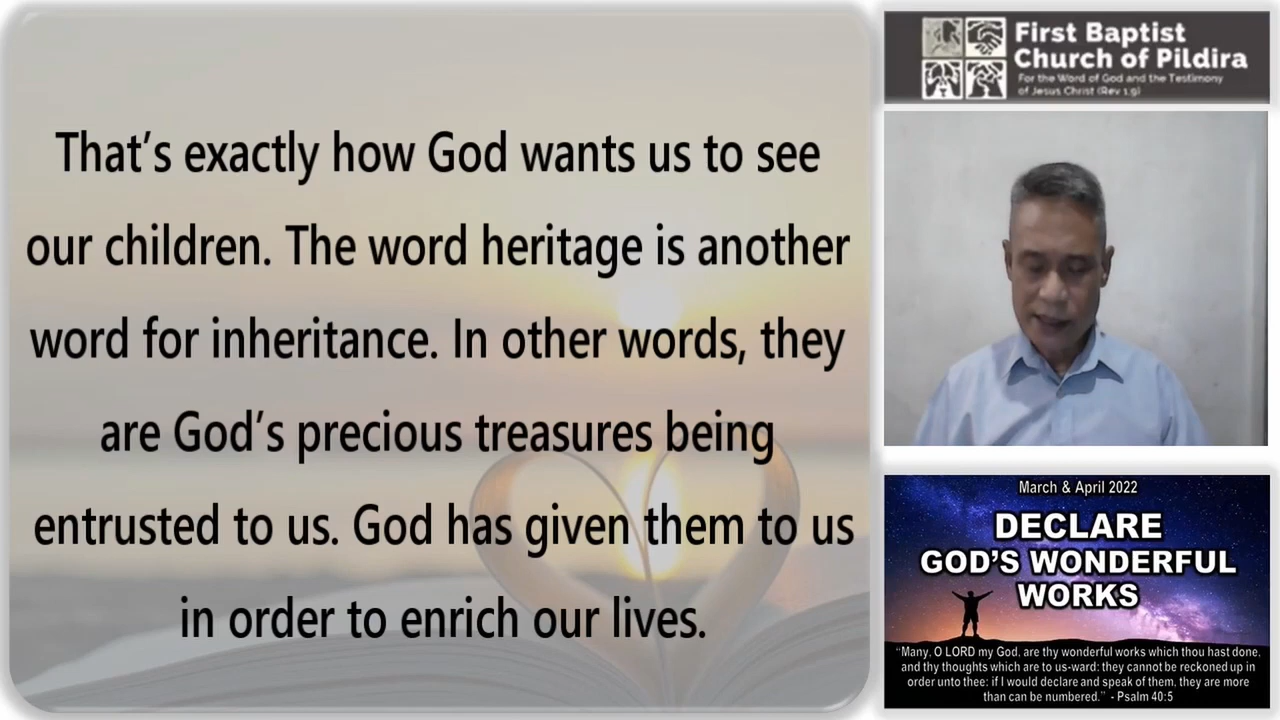 That's exactly how God wants us to see
our children. The word heritage is another
word for inheritance. In other words, they
are God's precious treasures being
entrusted to us. God has given them to us
in order to enrich our lives.
First Baptist
Church of Pildira
For the Word of God and the Testimony
of Jesus Christ (Rev 1:9)
March & April 2022
DECLARE
GOD'S WONDERFUL
WORKS
“Many, O LORD my God, are thy wonderful works which thou hast done,
and thy thoughts which are to us-ward: they cannot be reckoned up in
order unto thee: if I would declare and speak of them, they are more
than can be numbered.” - Psalm 40:5